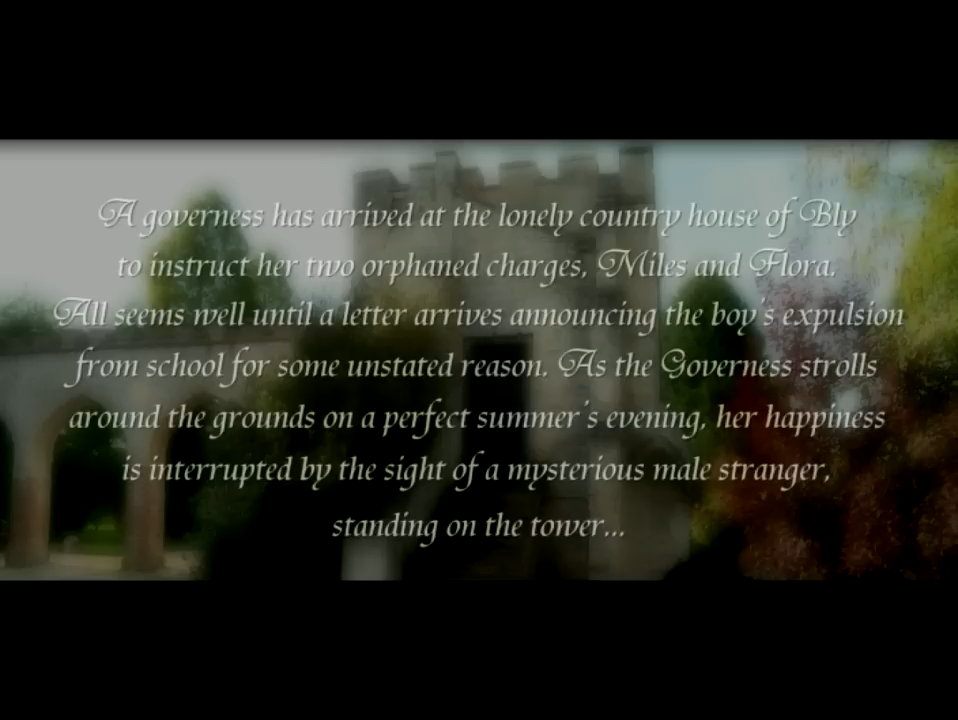 A governess has arrived at the lonely country house of Bly
to instruct her two orphaned charges, Miles and Flora.
All seems well until a letter arrives announcing the boy's expulsion
from school for some unstated reason. As the Governess strolls
around the grounds on a perfect summer's evening, her happiness
is interrupted by the sight of a mysterious male stranger,
standing on the tower...